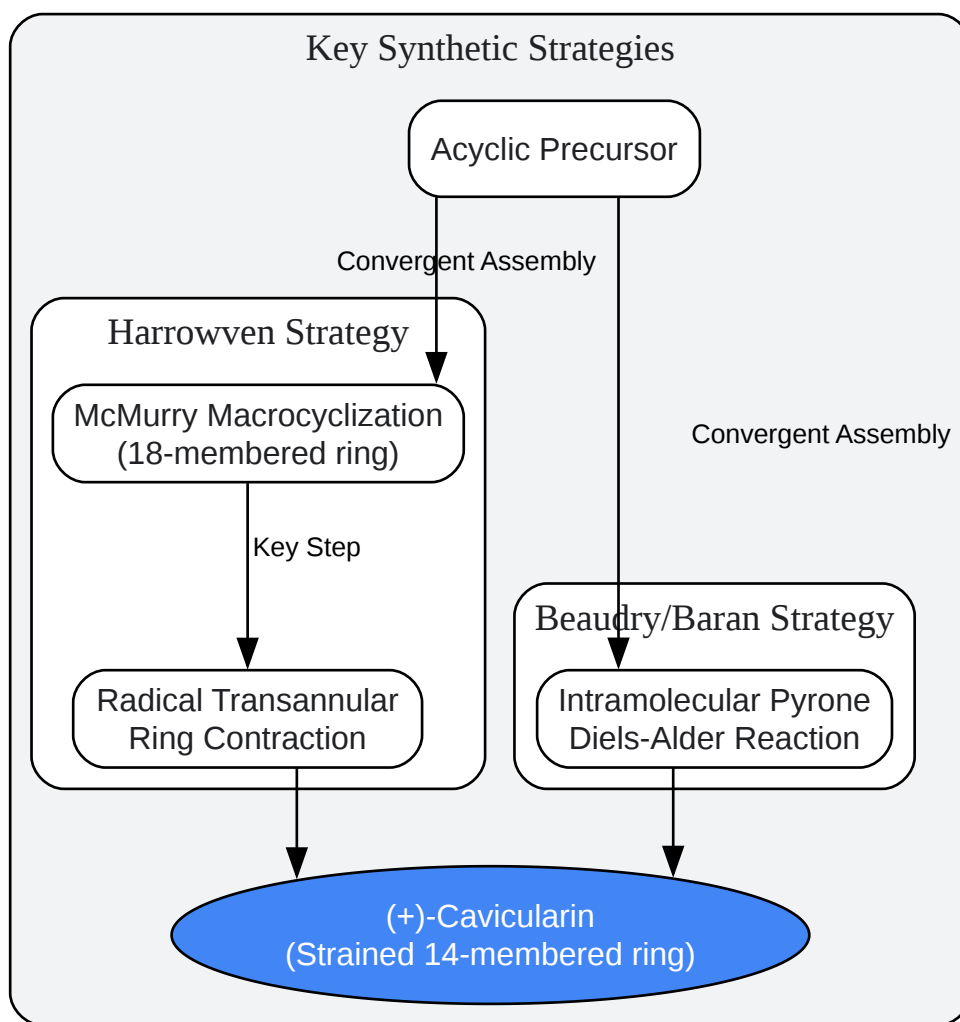 Key Synthetic Strategies
Acyclic Precursor
Convergent Assembly
Harrowven Strategy
McMurry Macrocyclization
(18-membered ring)
Convergent Assembly
Key Step
Beaudry/Baran Strategy
Radical Transannular
Ring Contraction
Intramolecular Pyrone
Diels-Alder Reaction
(+)-Cavicularin
(Strained 14-membered ring)